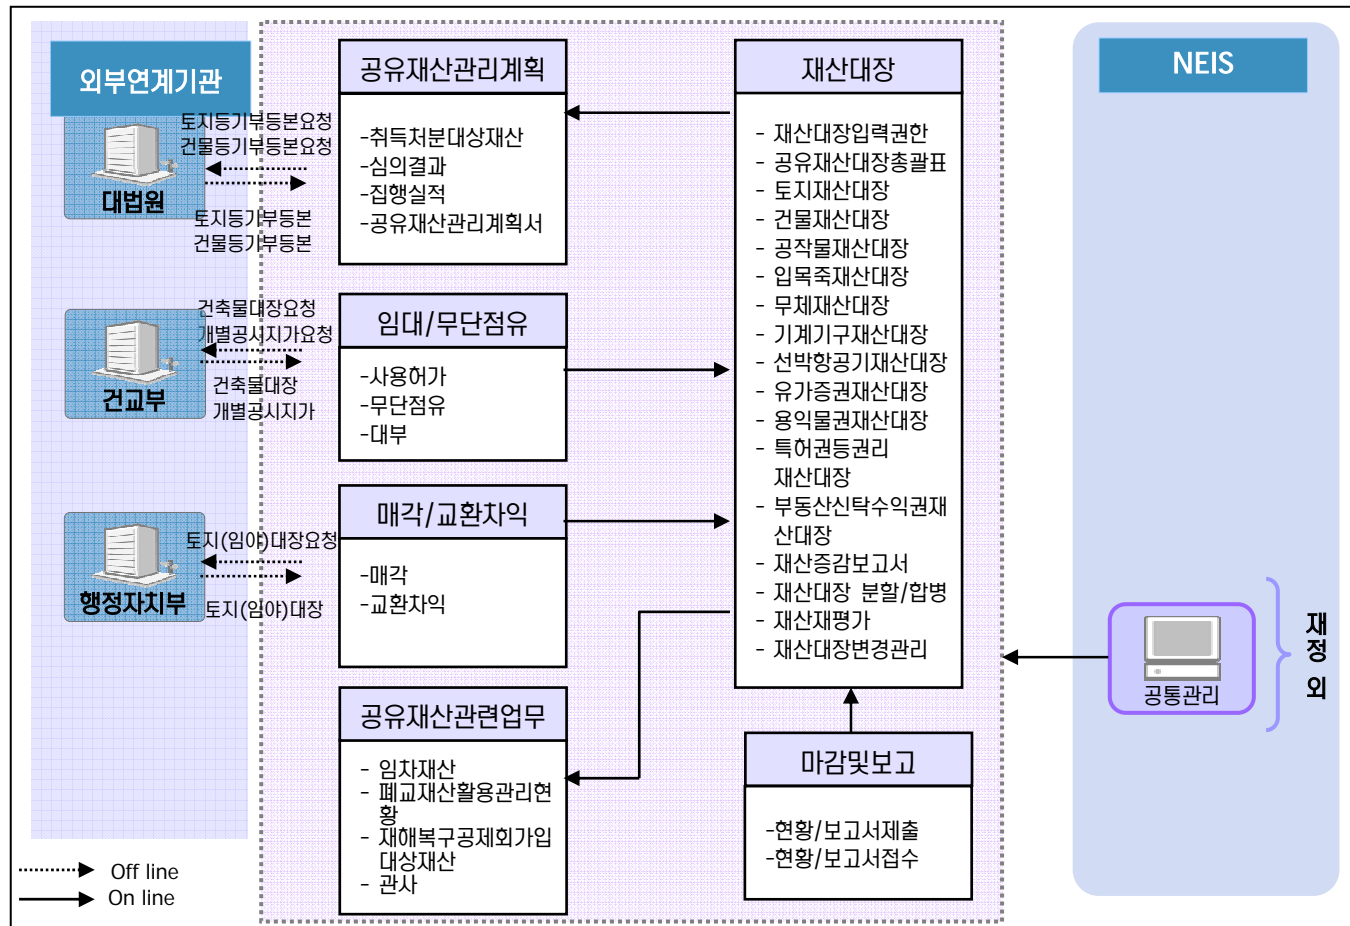 외부연계기관
토지등기부등본요청
건물등기부등본요청
대법원
토지등기부등본
건물등기부등본
건축물대장요청
개별공시지가요청
건교부
건축물대장
개별공시지가
토지(임야)대장요청
행정자치부
토지(임야)대장
Off line
On line
공유재산관리계획
-취득처분대상재산
-심의결과
-집행실적
-공유재산관리계획서
임대/무단점유
-사용허가
-무단점유
-대부
매각/교환차익
-매각
-교환차익
공유재산관련업무
- 임차재산
- 폐교재산활용관리현
황
- 재해복구공제회가입
대상재산
- 관사
재산대장
- 재산대장입력권한
- 공유재산대장총괄표
- 토지재산대장
- 건물재산대장
- 공작물재산대장
- 입목죽재산대장
- 무체재산대장
- 기계기구재산대장
- 선박항공기재산대장
- 유가증권재산대장
- 용익물권재산대장
- 특허권등권리
재산대장
- 부동산신탁수익권재
산대장
- 재산증감보고서
- 재산대장 분할/합병
- 재산재평가
- 재산대장변경관리
마감및보고
-현황/보고서제출
-현황/보고서접수
NEIS
공통관리
재
정
외